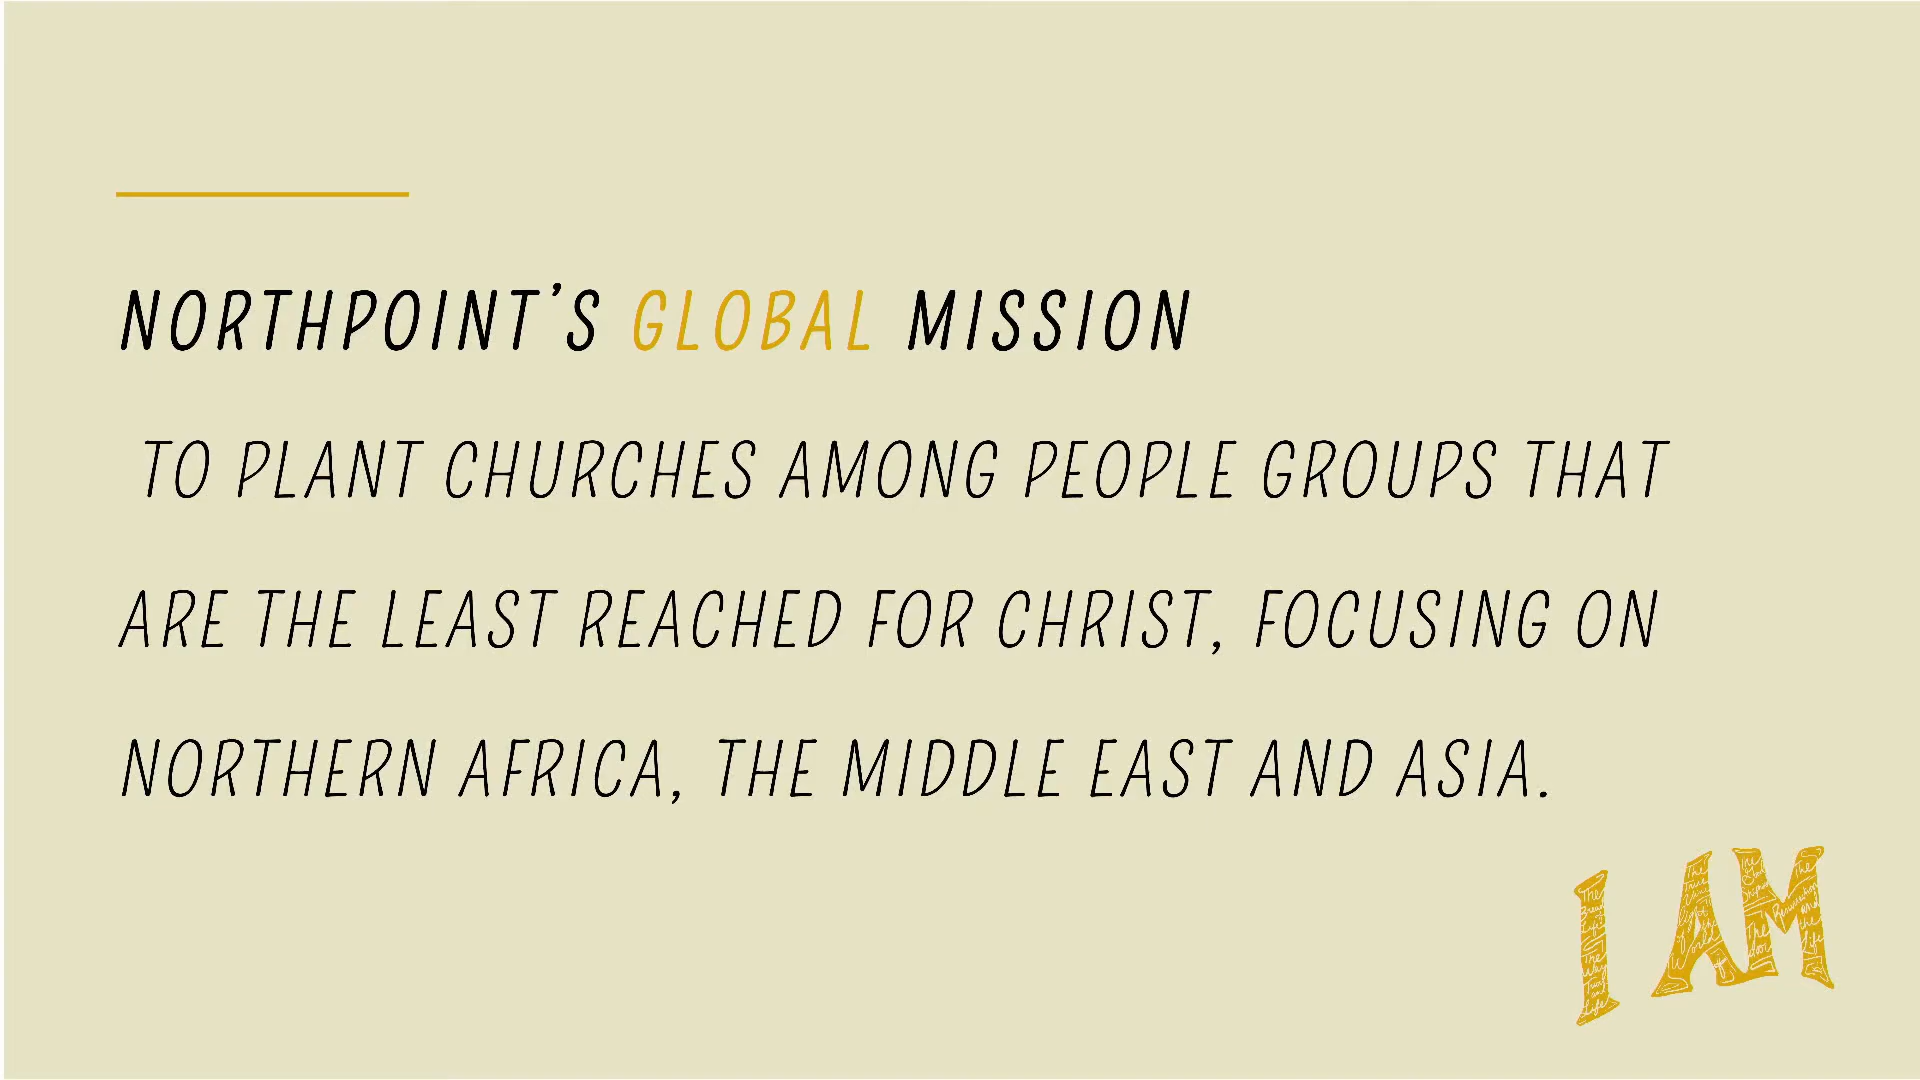 NORTHPOINT'S GLOBAL MISSION
TO PLANT CHURCHES AMONG PEOPLE GROUPS THAT
ARE THE LEAST REACHED FOR CHRIST, FOCUSING ON
NORTHERN AFRICA, THE MIDDLE EAST AND ASIA.
I AM